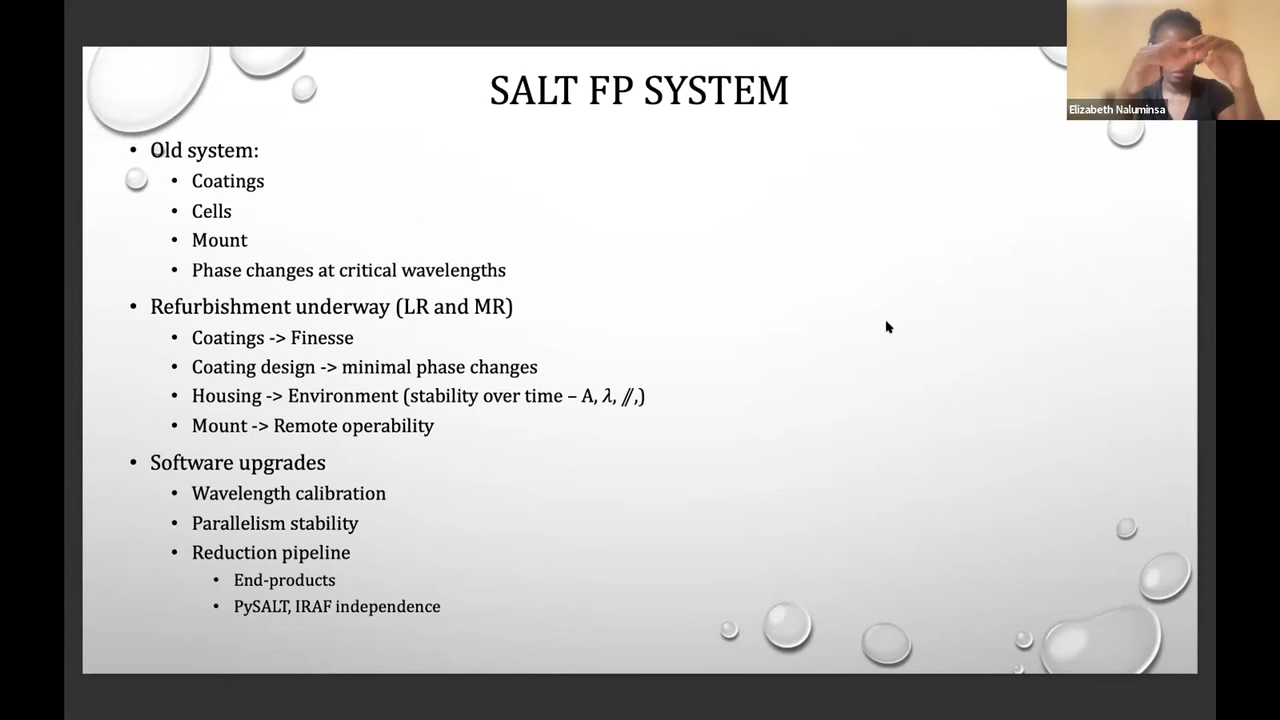 SALT FP SYSTEM
Elizabeth Naluminsa
• Old system:
• Coatings
• Cells
• Mount
• Phase changes at critical wavelengths
• Refurbishment underway (LR and MR)
• Coatings -> Finesse
• Coating design -> minimal phase changes
• Housing -> Environment (stability over time – A, λ, //,)
• Mount -> Remote operability
• Software upgrades
• Wavelength calibration
• Parallelism stability
• Reduction pipeline
• End-products
• PySALT, IRAF independence